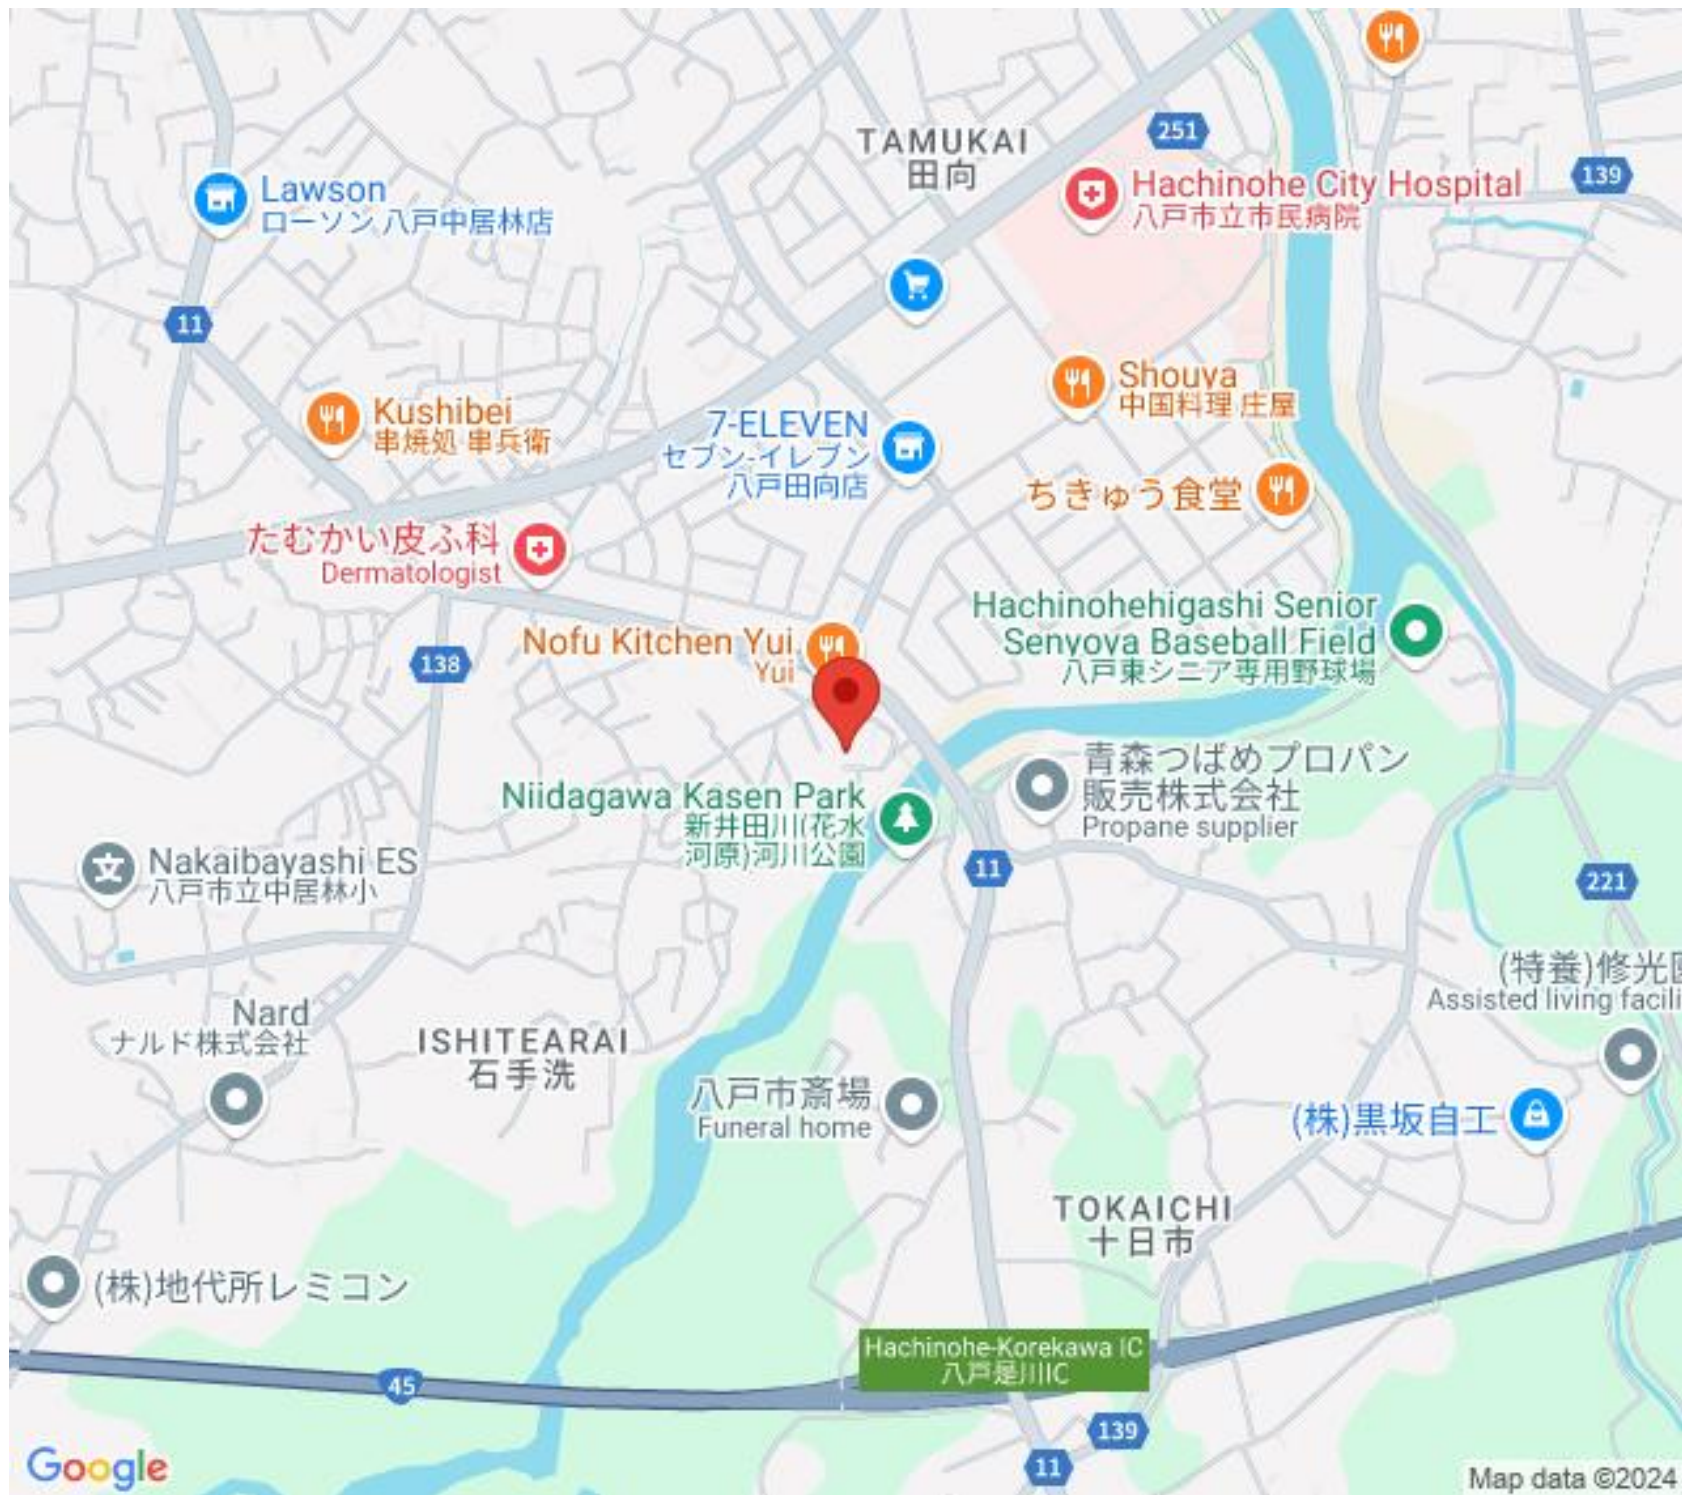 TAMUKAI
田向
251
Hachinohe City Hospital
八戸市立市民病院
139
Lawson
ローソン 八戸中居林店
11
Shouya
中国料理 庄屋
Kushibei
串焼処 串兵衛
7-ELEVEN
セブン-イレブン
八戸田向店
ちきゅう食堂
たむかい皮ふ科
Dermatologist
Hachinohehigashi Senior
Senyoya Baseball Field
八戸東シニア専用野球場
Nofu Kitchen Yui
Yui
138
青森つばめプロパン
販売株式会社
Propane supplier
Niidagawa Kasen Park
新井田川(花水
河原)河川公園
Nakaibayashi ES
八戸市立中居林小
11
221
(特養)修光園
Assisted living facili
Nard
ナルド株式会社
ISHITEARAI
石手洗
八戸市斎場
Funeral home
(株)黒坂自工
TOKAICHI
十日市
(株)地代所レミコン
Hachinohe-Korekawa IC
八戸是川IC
45
139
11
Google
Map data ©2024